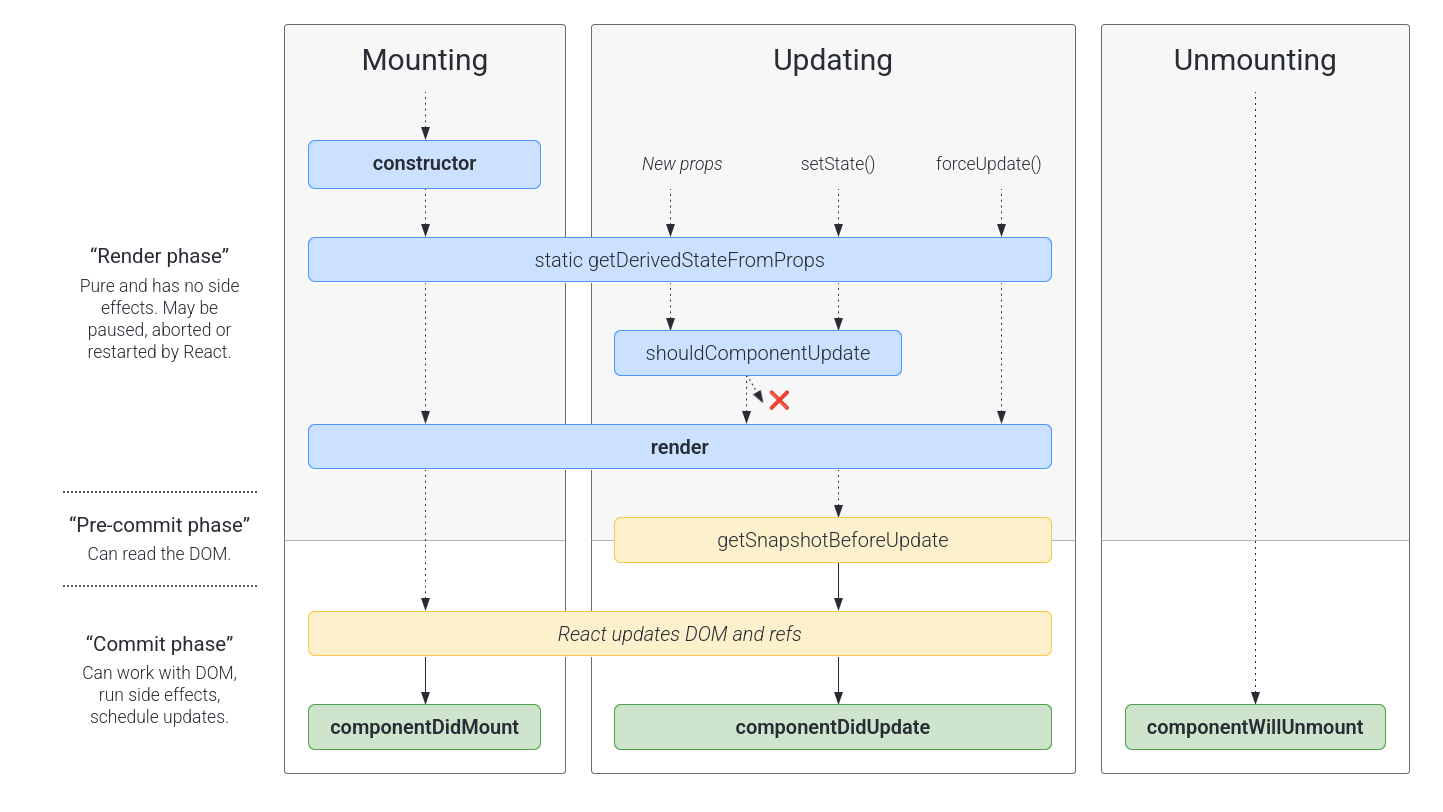 Mounting
Updating
Unmounting
constructor
New props
setState()
forceUpdate()
“Render phase”
Pure and has no side
effects. May be
paused, aborted or
restarted by React.
static getDerivedStateFromProps
shouldComponentUpdate
render
“Pre-commit phase”
Can read the DOM.
getSnapshotBeforeUpdate
“Commit phase”
Can work with DOM,
run side effects,
schedule updates.
React updates DOM and refs
componentDidMount
componentDidUpdate
componentWillUnmount